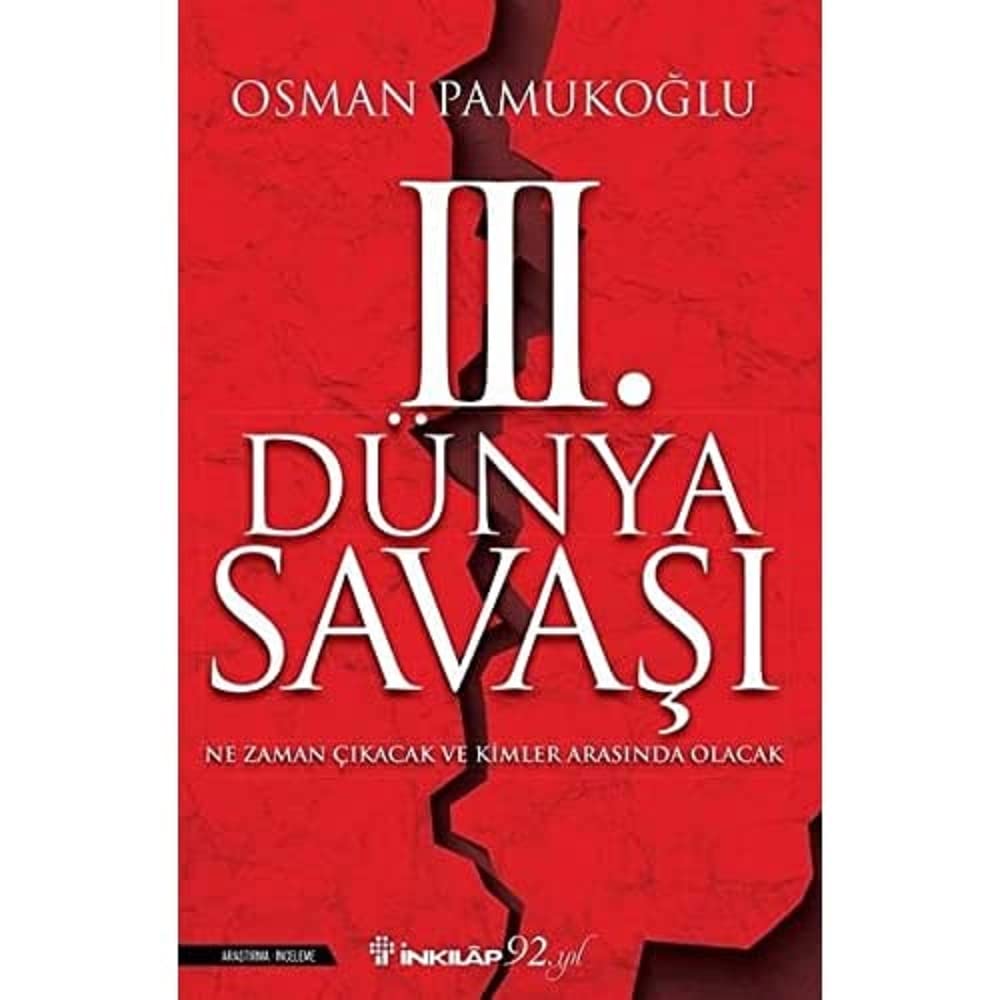 OSMAN PAMUKOĞLU
III.
DÜNYA
SAVAŞI
NE ZAMAN ÇIKACAK VE KİMLER ARASINDA OLACAK
ARAŞTIRMA - İNCELEME
İNKILÂP 92.yıl